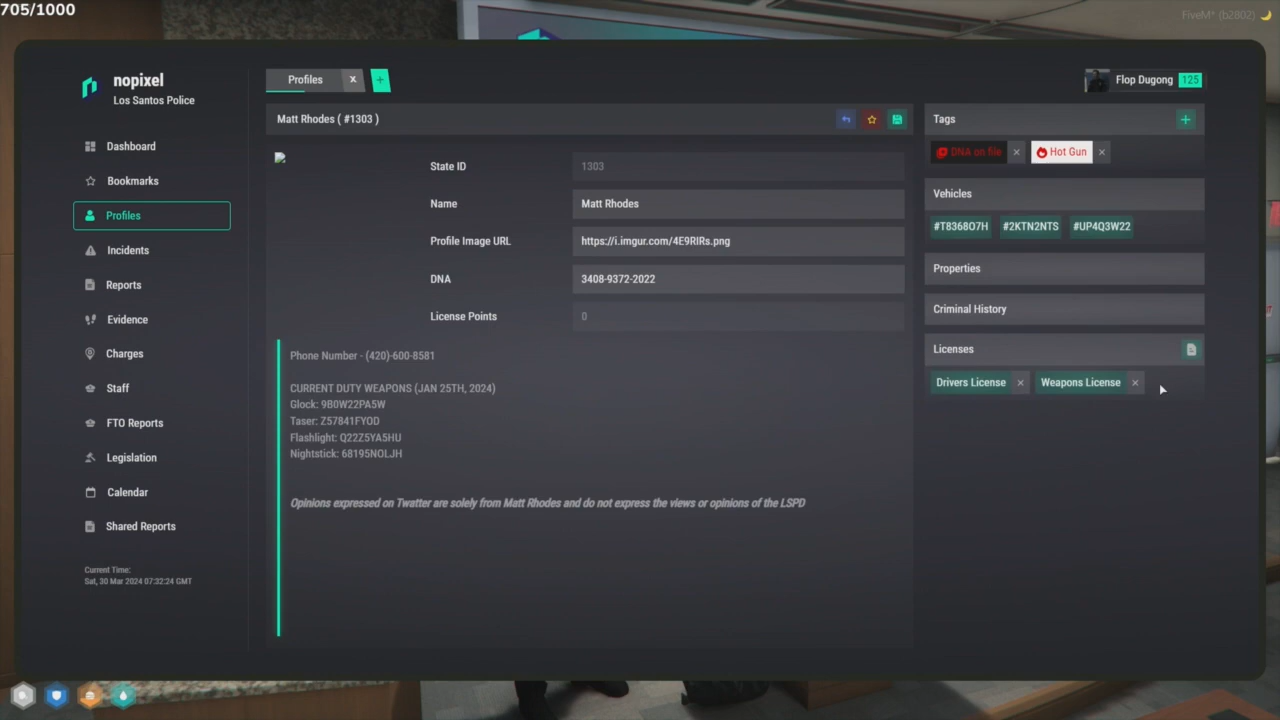 705/1000
FiveM* (b2802)
nopixel
Los Santos Police
Profiles
Flop Dugong 125
Matt Rhodes ( #1303 )
Tags
Dashboard
DNA on file
Hot Gun
State ID 1303
Bookmarks
Vehicles
Name Matt Rhodes
Profiles
#T8368O7H #2KTN2NTS #UP4Q3W22
Profile Image URL https://i.imgur.com/4E9RIRs.png
Incidents
Properties
DNA 3408-9372-2022
Reports
Criminal History
License Points 0
Evidence
Licenses
Phone Number - (420)-600-8581
Charges
Drivers License
Weapons License
CURRENT DUTY WEAPONS (JAN 25TH, 2024)
Staff
Glock: 9B0W22PA5W
Taser: Z57841FYOD
FTO Reports
Flashlight: Q22Z5YA5HU
Nightstick: 68195NOLJH
Legislation
Calendar
Opinions expressed on Twatter are solely from Matt Rhodes and do not express the views or opinions of the LSPD
Shared Reports
Current Time:
Sat, 30 Mar 2024 07:32:24 GMT